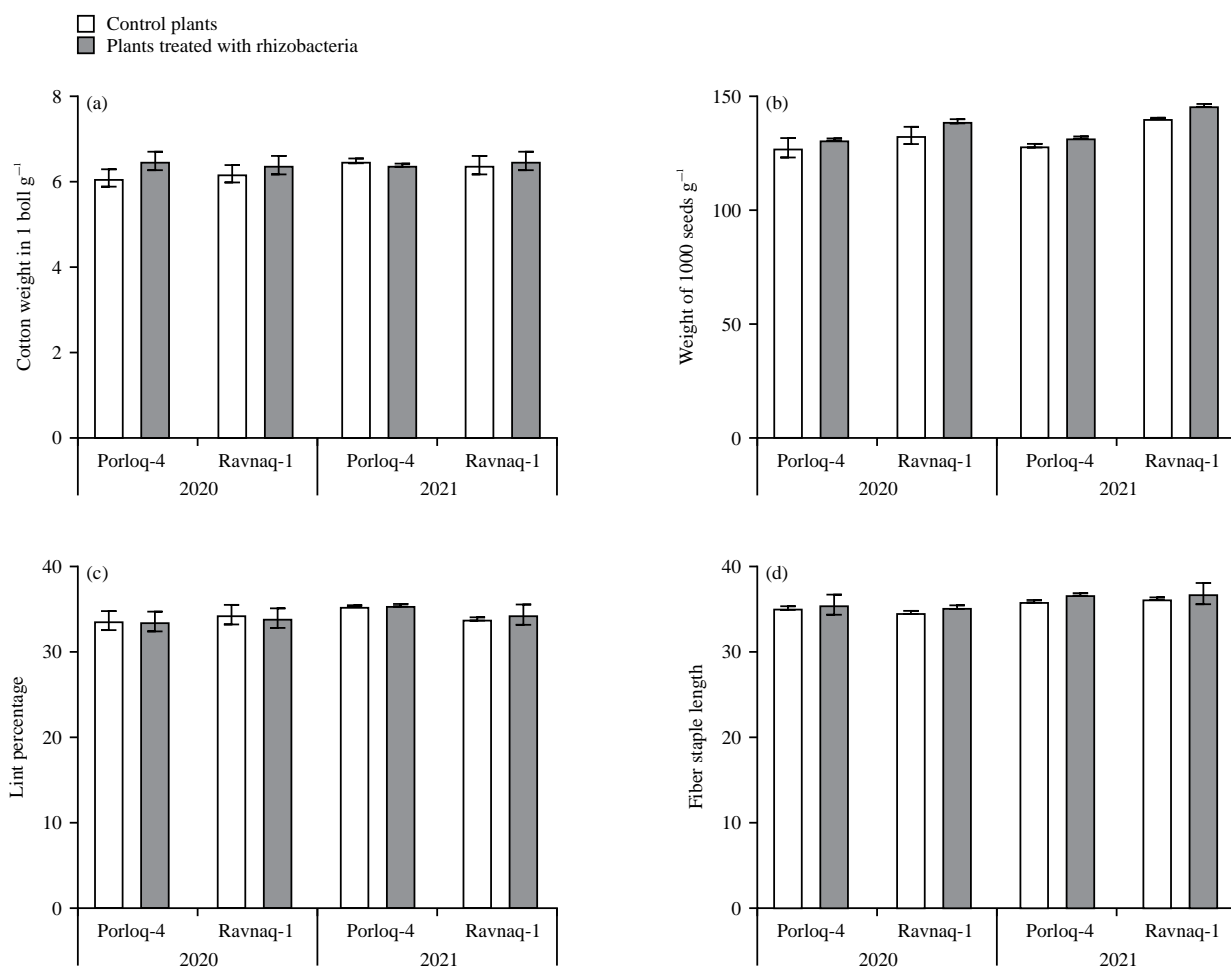 Control plants
Plants treated with rhizobacteria
(a)
Cotton weight in 1 boll g⁻¹
8
6
4
2
0
Porloq-4 Ravnaq-1 Porloq-4 Ravnaq-1
2020 2021
(b)
Weight of 1000 seeds g⁻¹
150
100
50
0
Porloq-4 Ravnaq-1 Porloq-4 Ravnaq-1
2020 2021
(c)
Lint percentage
40
30
20
10
0
Porloq-4 Ravnaq-1 Porloq-4 Ravnaq-1
2020 2021
(d)
Fiber staple length
40
30
20
10
0
Porloq-4 Ravnaq-1 Porloq-4 Ravnaq-1
2020 2021